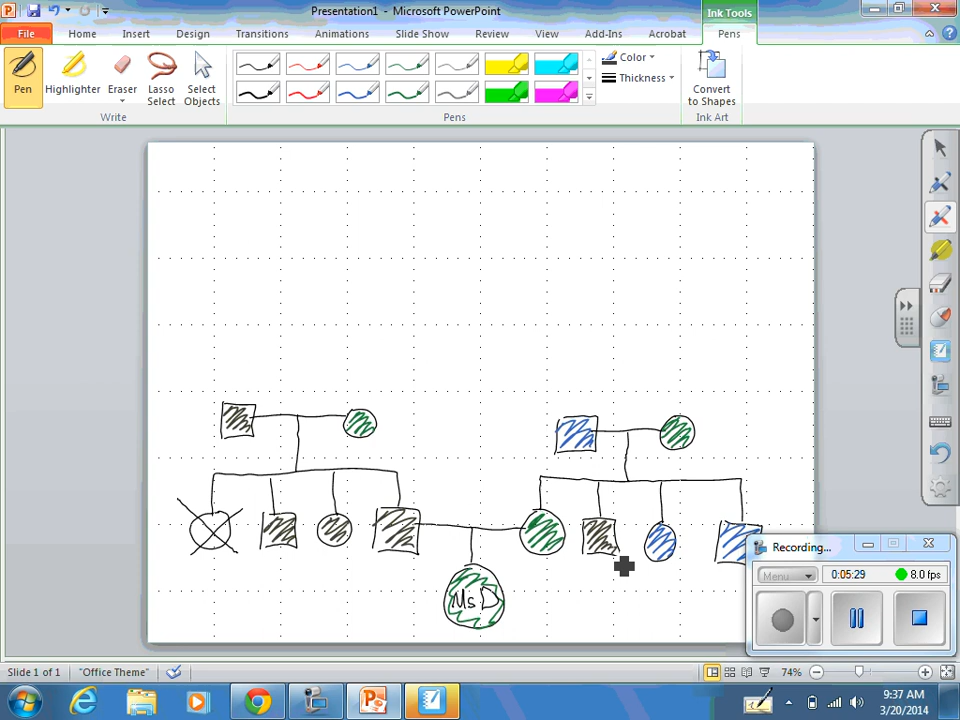 Presentation1 - Microsoft PowerPoint
Ink Tools
File Home Insert Design Transitions Animations Slide Show Review View Add-Ins Acrobat Pens
Pen Highlighter Eraser Lasso Select Select Objects
Color
Thickness
Convert to Shapes
Write Pens Ink Art
MsD
Recording...
Menu 0:05:29 8.0 fps
Slide 1 of 1 "Office Theme" 74%
9:37 AM
3/20/2014